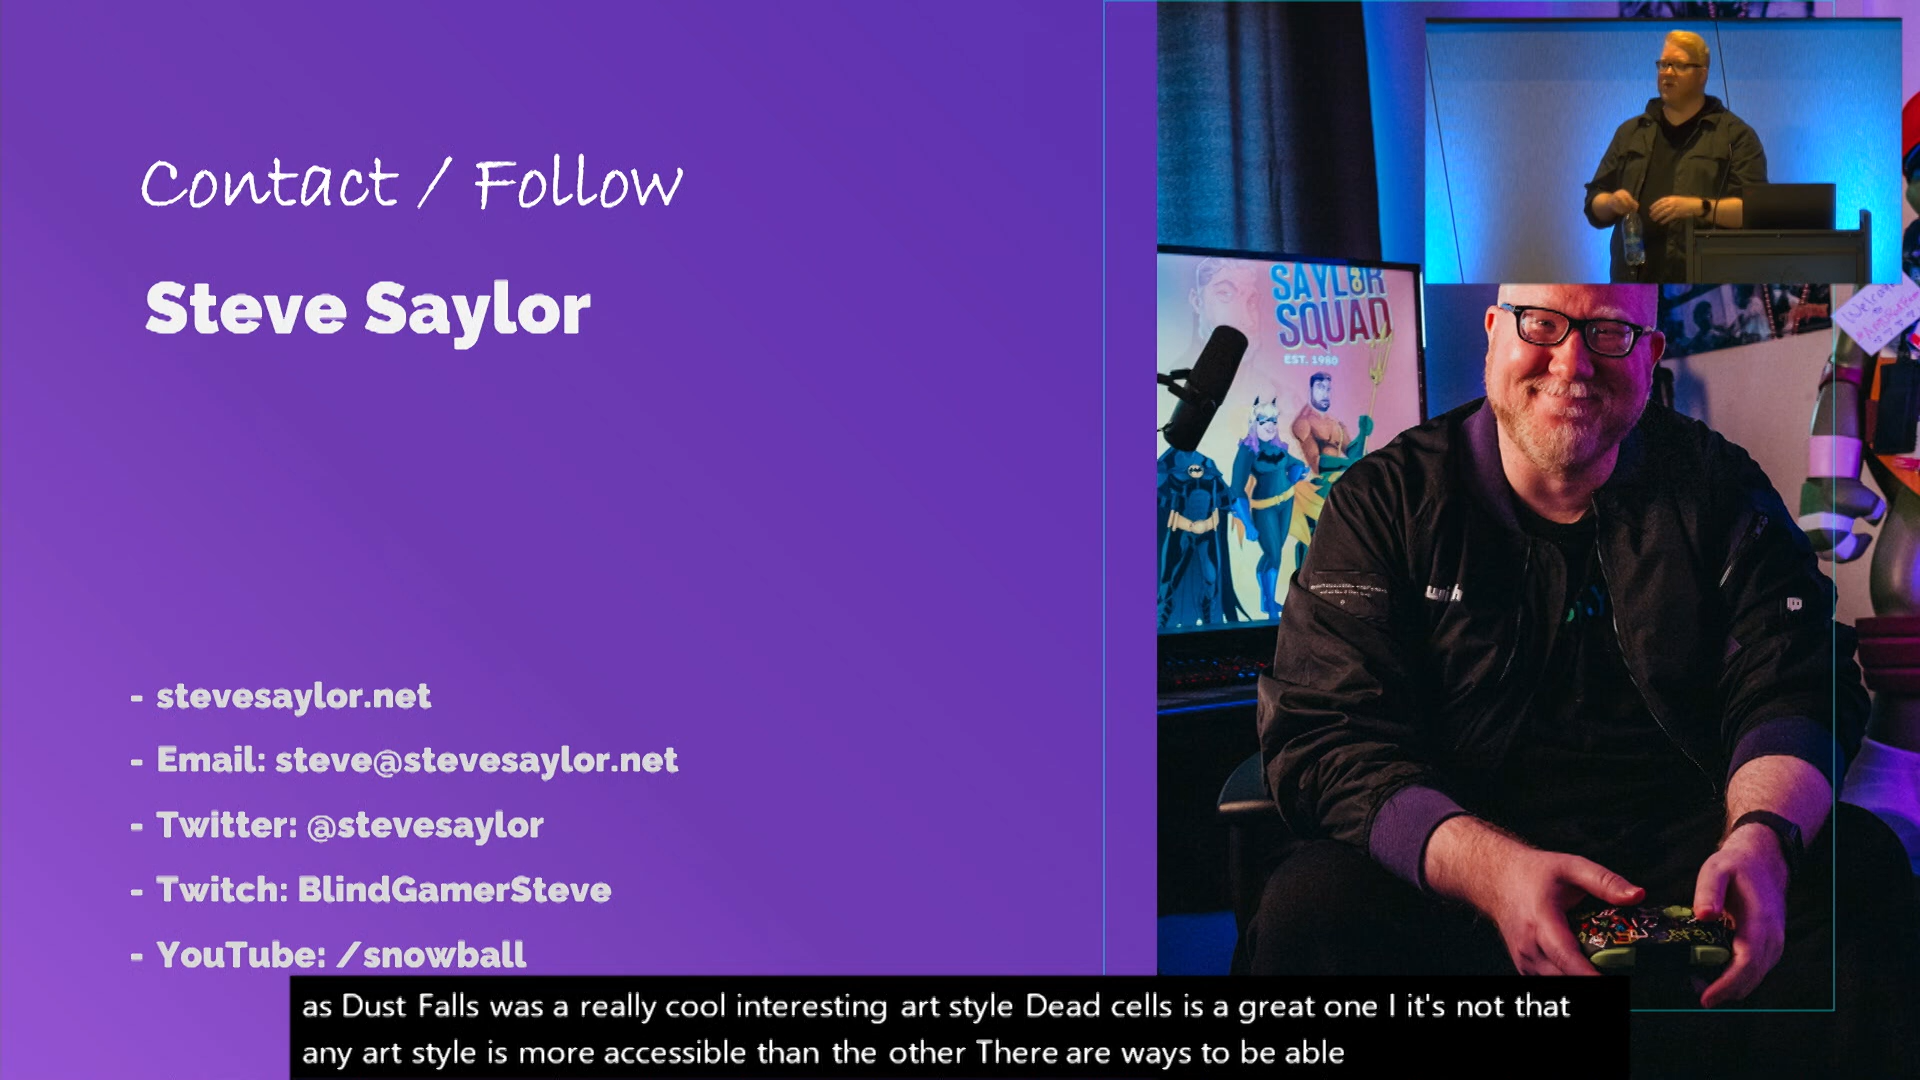 Contact / Follow
Steve Saylor
- stevesaylor.net
- Email: steve@stevesaylor.net
- Twitter: @stevesaylor
- Twitch: BlindGamerSteve
- YouTube: /snowball
SAYLOR
SQUAD
EST. 1980
with
as Dust Falls was a really cool interesting art style Dead cells is a great one I it's not that
any art style is more accessible than the other There are ways to be able